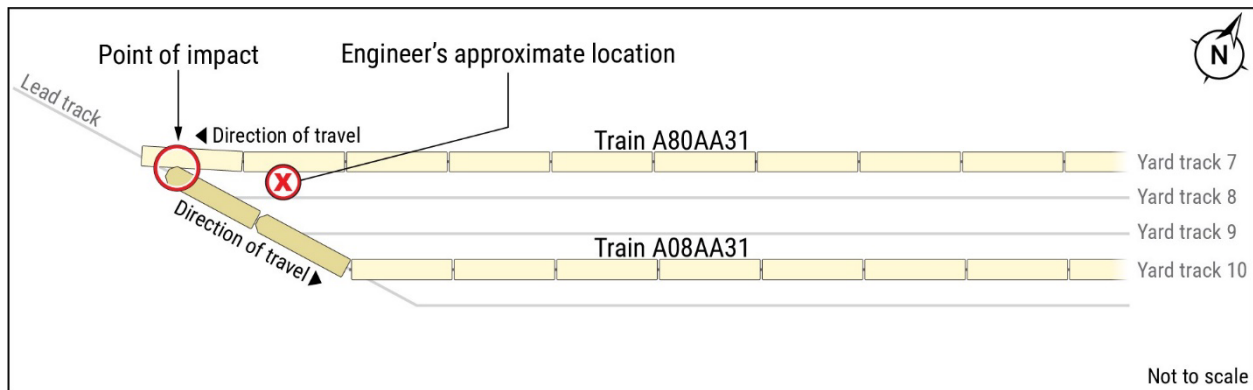 Point of impact
Engineer's approximate location
N
Lead track
◀ Direction of travel
Train A80AA31
Yard track 7
Yard track 8
Direction of travel ▶
X
Yard track 9
Train A08AA31
Yard track 10
Not to scale